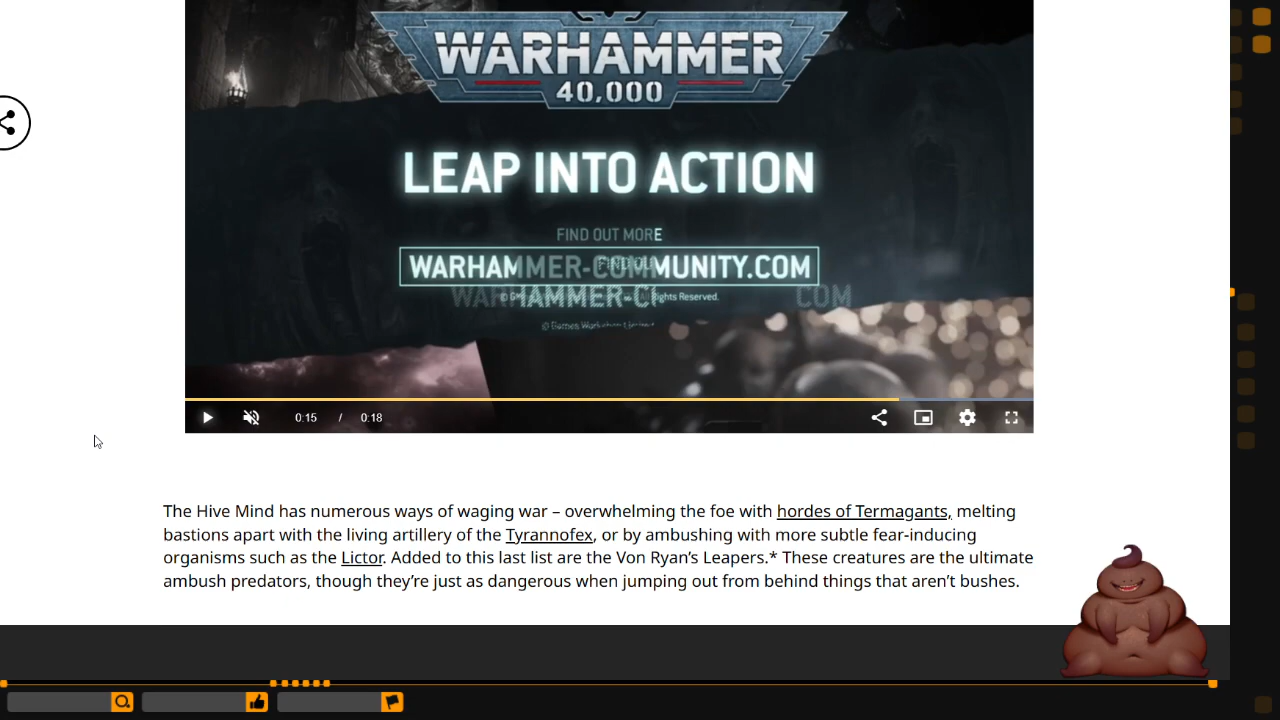 WARHAMMER
40,000
LEAP INTO ACTION
FIND OUT MORE
WARHAMMER-COMMUNITY.COM
0:15 / 0:18
The Hive Mind has numerous ways of waging war – overwhelming the foe with hordes of Termagants, melting
bastions apart with the living artillery of the Tyrannofex, or by ambushing with more subtle fear-inducing
organisms such as the Lictor. Added to this last list are the Von Ryan’s Leapers.* These creatures are the ultimate
ambush predators, though they’re just as dangerous when jumping out from behind things that aren’t bushes.